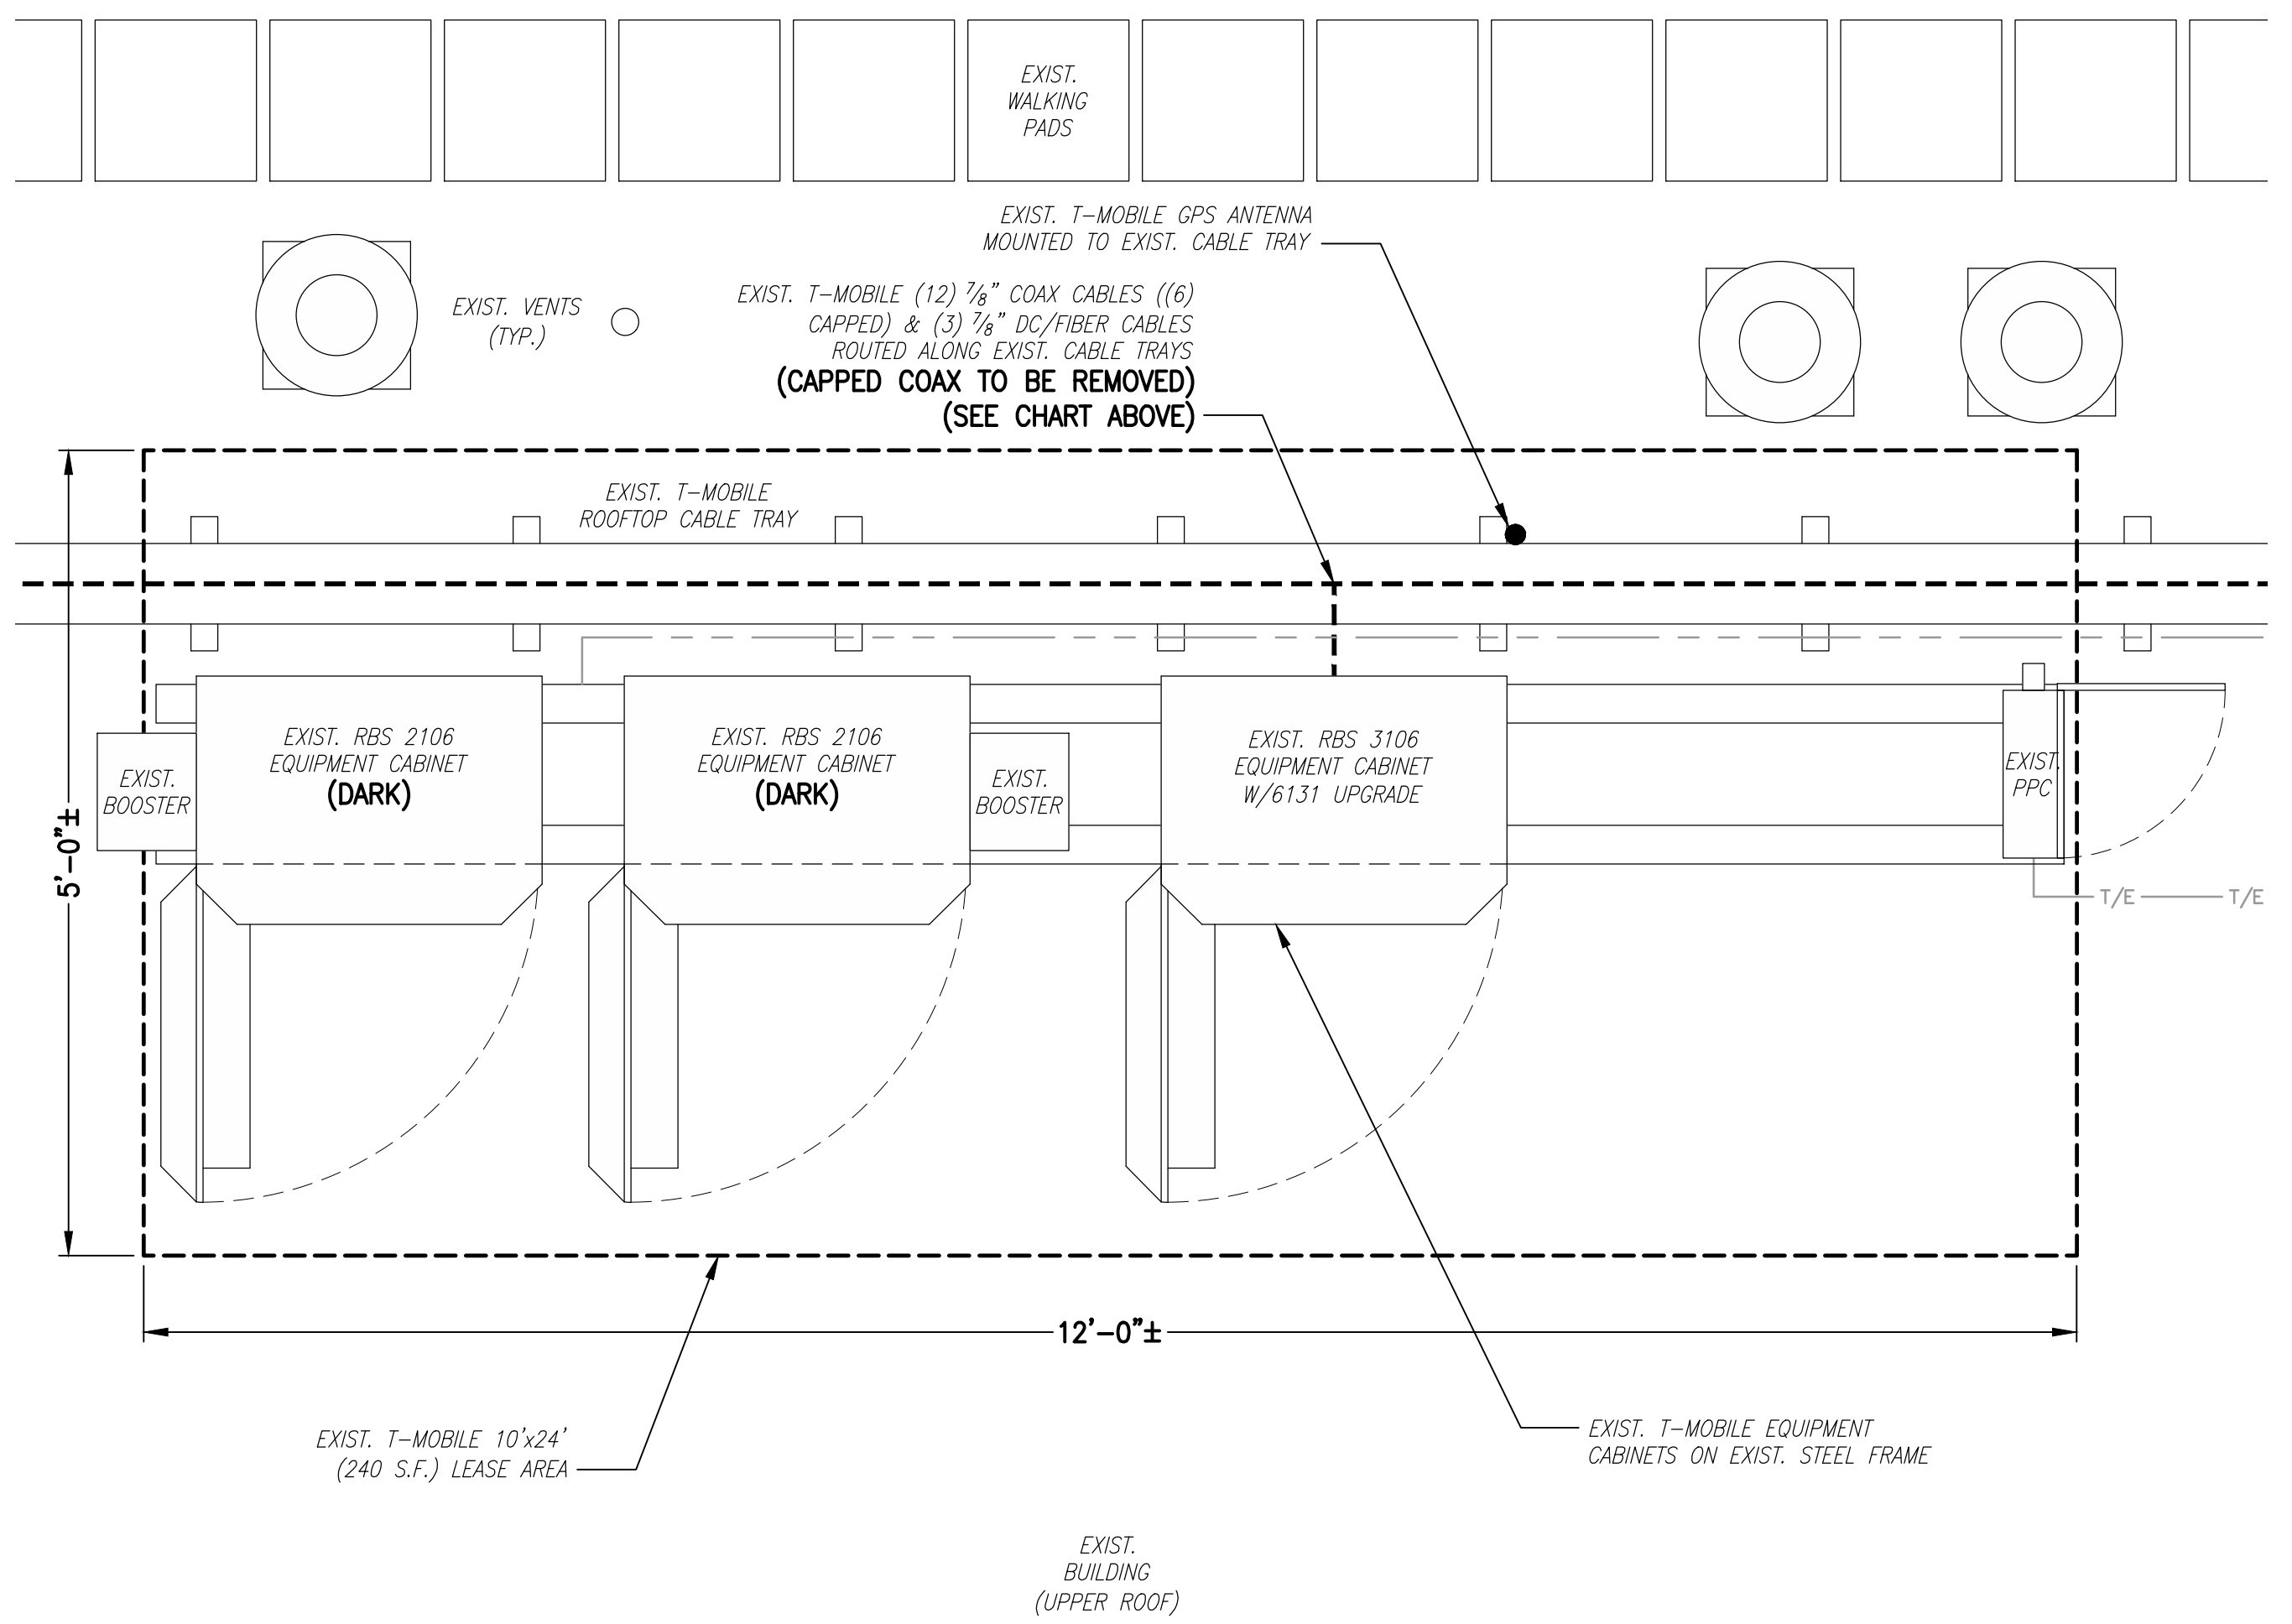 EXIST.
WALKING
PADS
EXIST. T-MOBILE GPS ANTENNA
MOUNTED TO EXIST. CABLE TRAY
EXIST. VENTS
(TYP.)
EXIST. T-MOBILE (12) 7/8" COAX CABLES ((6)
CAPPED) & (3) 7/8" DC/FIBER CABLES
ROUTED ALONG EXIST. CABLE TRAYS
(CAPPED COAX TO BE REMOVED)
(SEE CHART ABOVE)
EXIST. T-MOBILE
ROOFTOP CABLE TRAY
EXIST.
BOOSTER
EXIST. RBS 2106
EQUIPMENT CABINET
(DARK)
EXIST. RBS 2106
EQUIPMENT CABINET
(DARK)
EXIST.
BOOSTER
EXIST. RBS 3106
EQUIPMENT CABINET
W/6131 UPGRADE
EXIST.
PPC
5'-0"±
T/E
T/E
12'-0"±
EXIST. T-MOBILE 10'x24'
(240 S.F.) LEASE AREA
EXIST. T-MOBILE EQUIPMENT
CABINETS ON EXIST. STEEL FRAME
EXIST.
BUILDING
(UPPER ROOF)